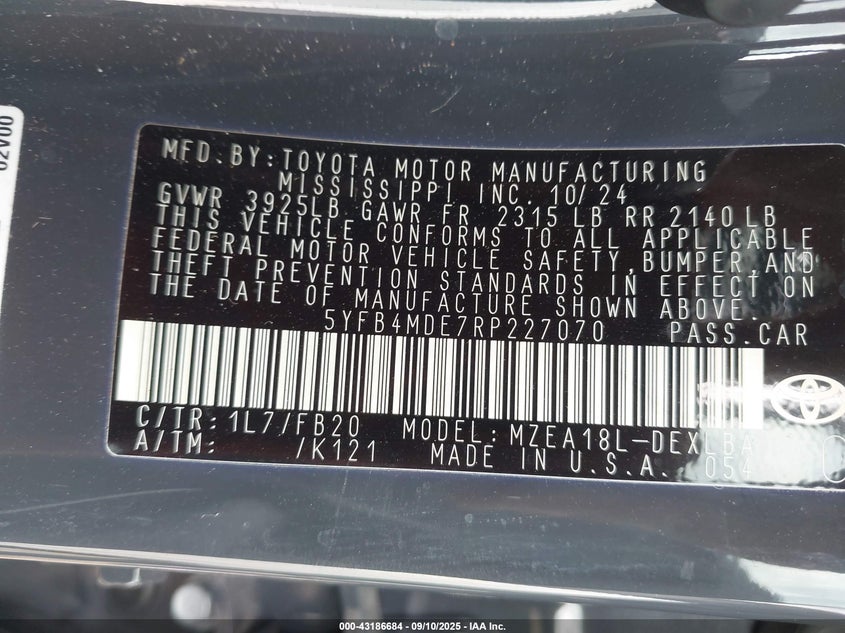 02V00
MFD.BY:TOYOTA MOTOR MANUFACTURING
MISSISSIPPI INC. 10/24
GVWR 3925LB GAWR FR 2315 LB RR 2140 LB
THIS VEHICLE CONFORMS TO ALL APPLICABLE
FEDERAL MOTOR VEHICLE SAFETY,BUMPER,AND
THEFT PREVENTION STANDARDS IN EFFECT ON
THE DATE OF MANUFACTURE SHOWN ABOVE.
5YFB4MDE7RP227070 PASS.CAR
C/TR:1L7/FB20 MODEL:MZEA18L-DEXLBA
A/TM: /K121 MADE IN U.S.A. 054
000-43186684 - 09/10/2025 - IAA Inc.